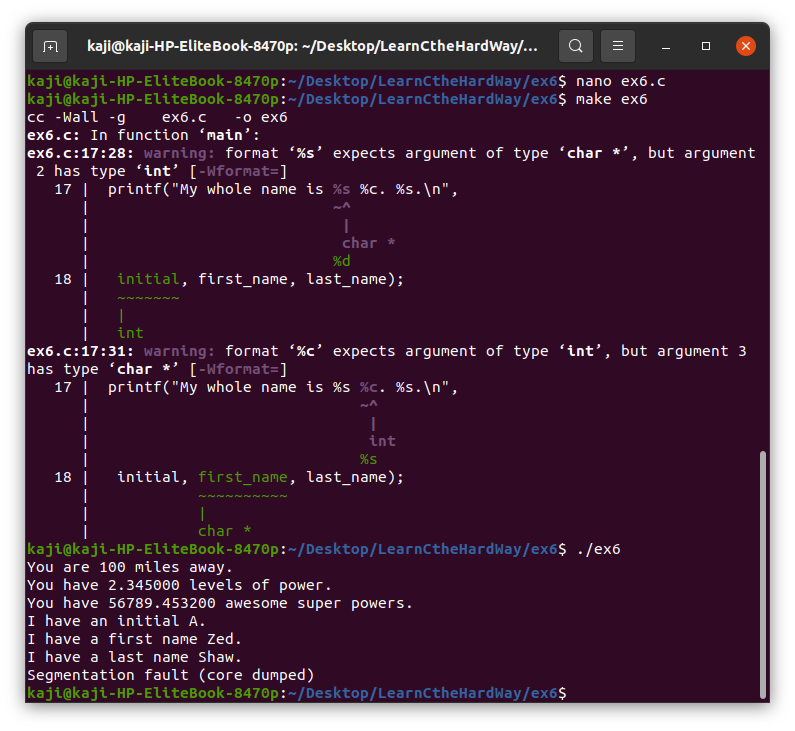 kaji@kaji-HP-EliteBook-8470p: ~/Desktop/LearnCtheHardWay/...
kaji@kaji-HP-EliteBook-8470p:~/Desktop/LearnCtheHardWay/ex6$ nano ex6.c
kaji@kaji-HP-EliteBook-8470p:~/Desktop/LearnCtheHardWay/ex6$ make ex6
cc -Wall -g    ex6.c   -o ex6
ex6.c: In function ‘main’:
ex6.c:17:28: warning: format ‘%s’ expects argument of type ‘char *’, but argument
 2 has type ‘int’ [-Wformat=]
   17 |  printf("My whole name is %s %c. %s.\n",
      |                           ~^
      |                            |
      |                            char *
      |                           %d
   18 |   initial, first_name, last_name);
      |   ~~~~~~~
      |   |
      |   int
ex6.c:17:31: warning: format ‘%c’ expects argument of type ‘int’, but argument 3
has type ‘char *’ [-Wformat=]
   17 |  printf("My whole name is %s %c. %s.\n",
      |                              ~^
      |                               |
      |                               int
      |                              %s
   18 |   initial, first_name, last_name);
      |            ~~~~~~~~~~
      |            |
      |            char *
kaji@kaji-HP-EliteBook-8470p:~/Desktop/LearnCtheHardWay/ex6$ ./ex6
You are 100 miles away.
You have 2.345000 levels of power.
You have 56789.453200 awesome super powers.
I have an initial A.
I have a first name Zed.
I have a last name Shaw.
Segmentation fault (core dumped)
kaji@kaji-HP-EliteBook-8470p:~/Desktop/LearnCtheHardWay/ex6$